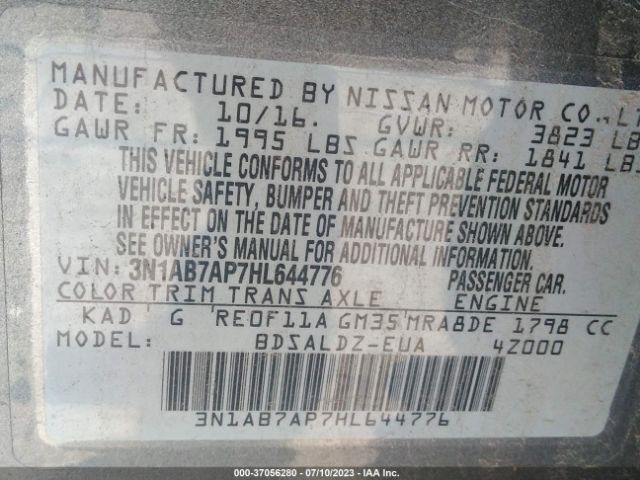 MANUFACTURED BY NISSAN MOTOR CO., LT
DATE: 10/16. GVWR: 3823 LB
GAWR FR: 1995 LBS GAWR RR: 1841 LBS
THIS VEHICLE CONFORMS TO ALL APPLICABLE FEDERAL MOTOR
VEHICLE SAFETY, BUMPER AND THEFT PREVENTION STANDARDS
IN EFFECT ON THE DATE OF MANUFACTURE SHOWN ABOVE.
SEE OWNER'S MANUAL FOR ADDITIONAL INFORMATION.
VIN: 3N1AB7AP7HL644776 PASSENGER CAR.
COLOR TRIM TRANS AXLE ENGINE
KAD G RE0F11A GM35 MRA8DE 1798 CC
BDSALDZ-EUA 4Z000
3N1AB7AP7HL644776
000-37056280 - 07/10/2023 - IAA Inc.